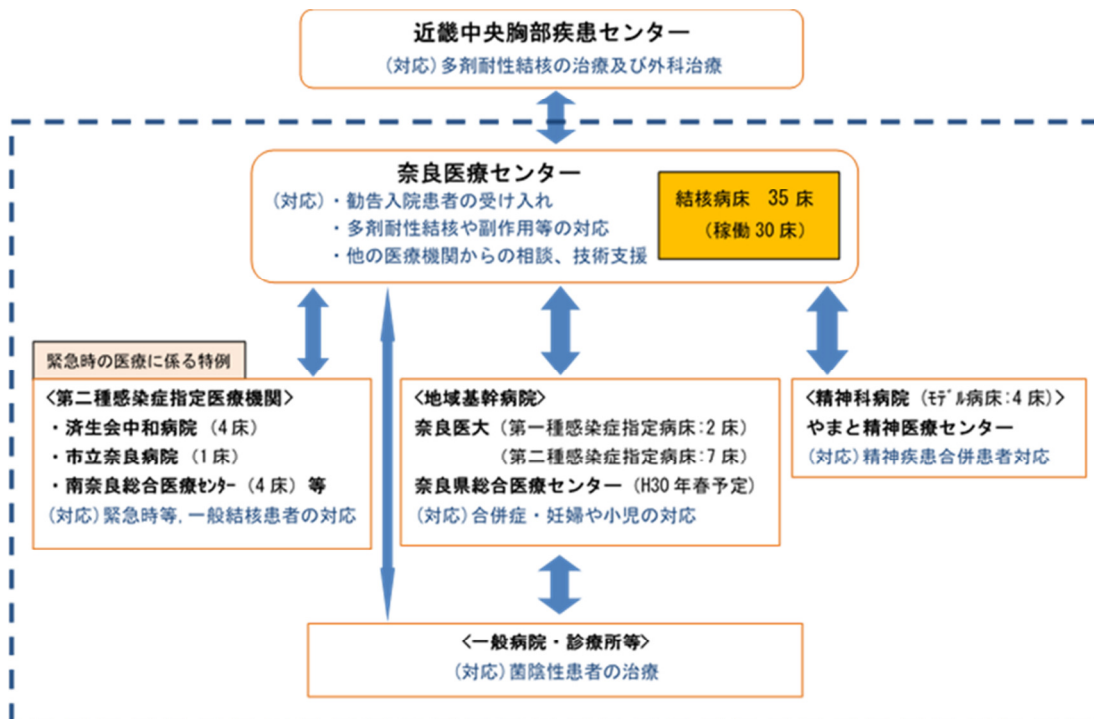 近畿中央胸部疾患センター
(対応)多剤耐性結核の治療及び外科治療
奈良医療センター
(対応)・勧告入院患者の受け入れ
・多剤耐性結核や副作用等の対応
・他の医療機関からの相談、技術支援
結核病床 35床
(稼働30床)
緊急時の医療に係る特例
<第二種感染症指定医療機関>
・済生会中和病院(4床)
・市立奈良病院(1床)
・南奈良総合医療ｾﾝﾀｰ(4床)等
(対応)緊急時等,一般結核患者の対応
<地域基幹病院>
奈良医大(第一種感染症指定病床:2床)
(第二種感染症指定病床:7床)
奈良県総合医療センター(H30年春予定)
(対応)合併症・妊婦や小児の対応
<精神科病院(ﾓﾃﾞﾙ病床:4床)>
やまと精神医療センター
(対応)精神疾患合併患者対応
<一般病院・診療所等>
(対応)菌陰性患者の治療